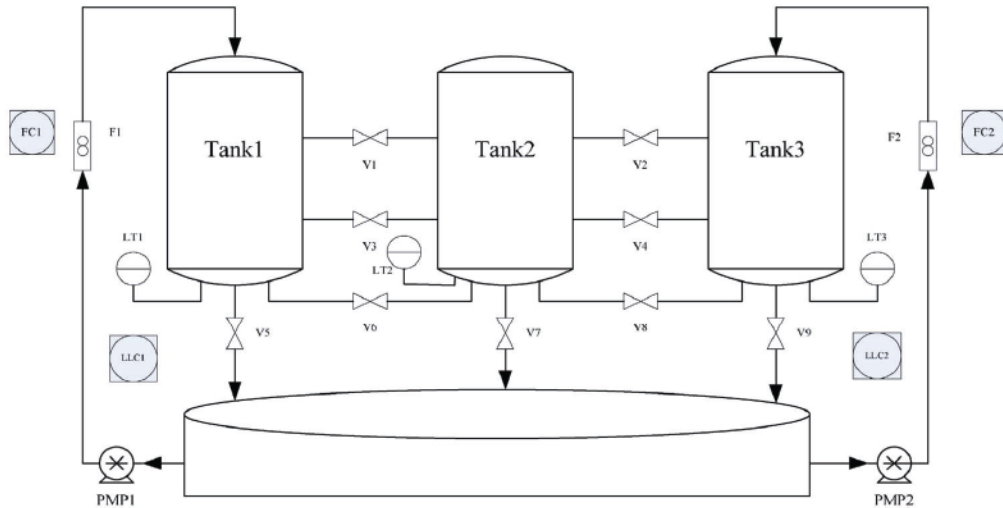 FC1
F1
Tank1
V1
Tank2
V2
Tank3
F2
FC2
LT1
V3
LT2
V4
LT3
V5
V6
V7
V8
V9
LLC1
LLC2
PMP1
PMP2